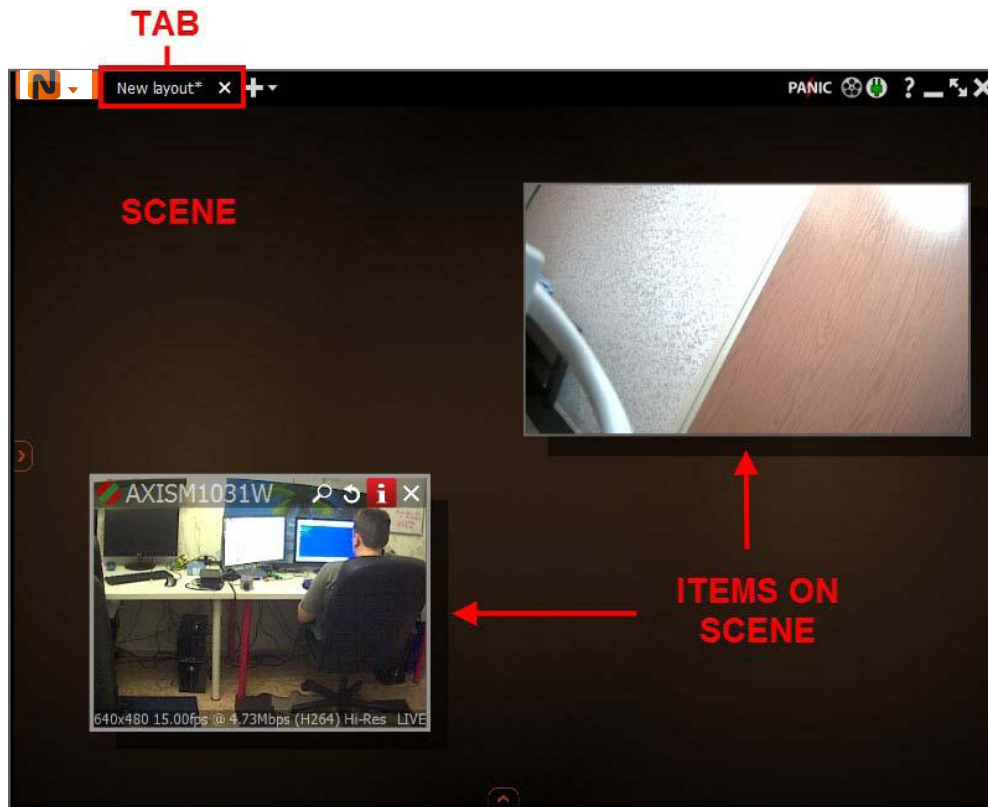 TAB
New layout*
PANIC ?
SCENE
AXISM1031W
ITEMS ON
SCENE
640x480 15.00fps @ 4.73Mbps (H264) Hi-Res LIVE